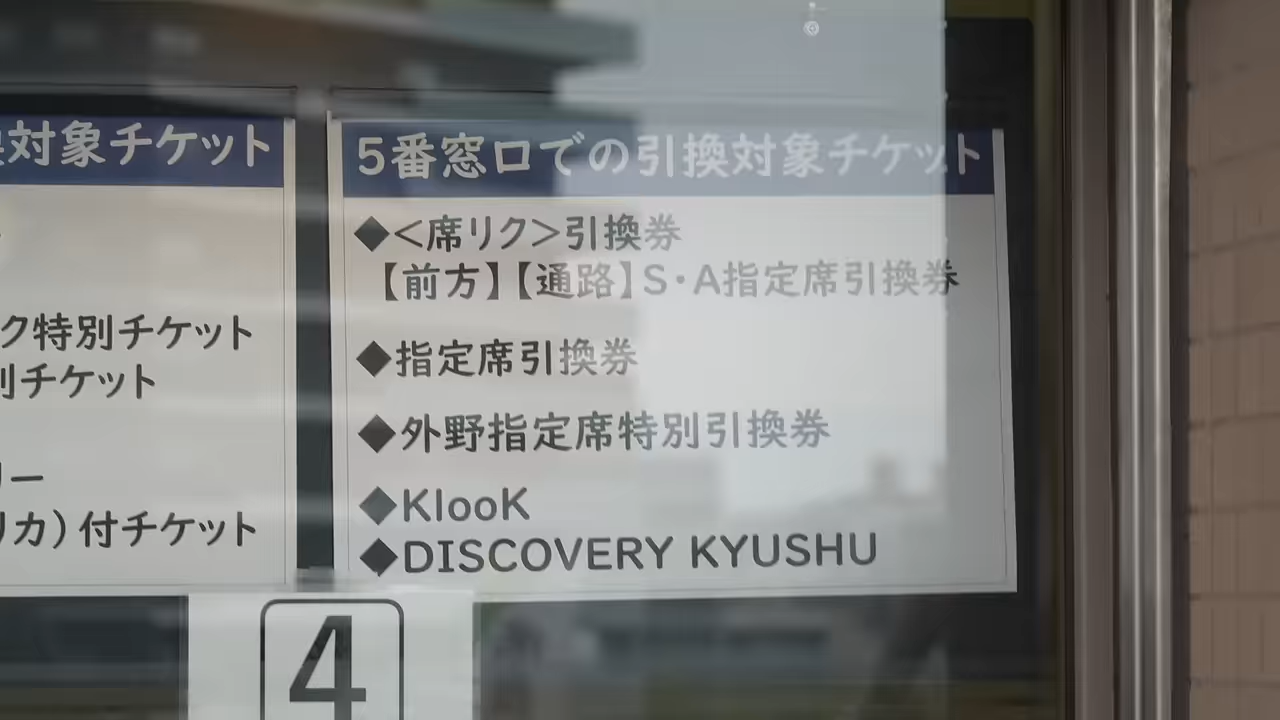 対象チケット
ク特別チケット
別チケット
リー
リカ）付チケット
5番窓口での引換対象チケット
◆＜席リク＞引換券
【前方】【通路】S・A指定席引換券
◆指定席引換券
◆外野指定席特別引換券
◆KlooK
◆DISCOVERY KYUSHU
4